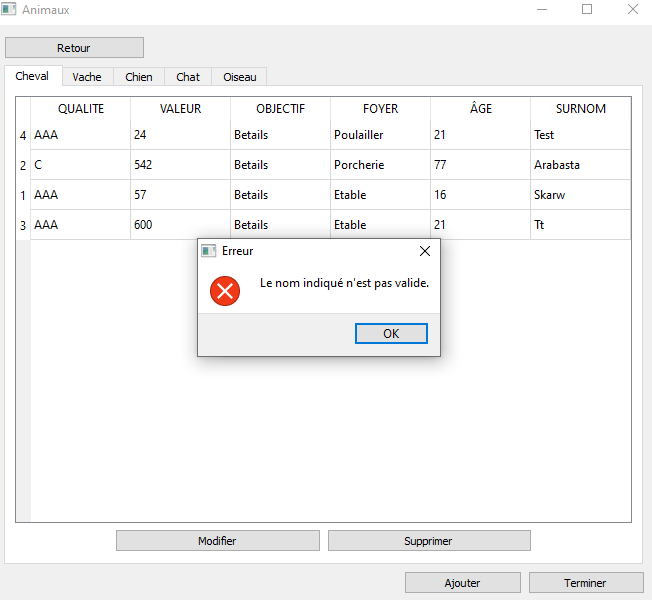 Animaux
Retour
Cheval Vache Chien Chat Oiseau
QUALITE VALEUR OBJECTIF FOYER ÂGE SURNOM
4 AAA 24 Betails Poulailler 21 Test
2 C 542 Betails Porcherie 77 Arabasta
1 AAA 57 Betails Etable 16 Skarw
3 AAA 600 Betails Etable 21 Tt
Erreur
Le nom indiqué n'est pas valide.
OK
Modifier Supprimer
Ajouter Terminer